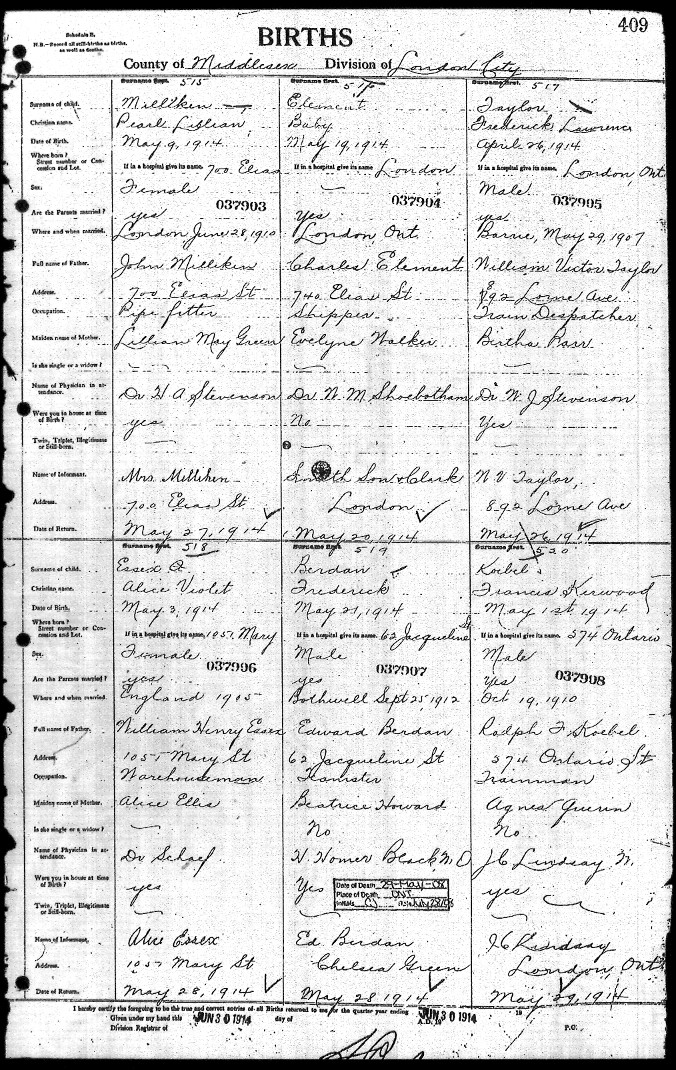 Schedule B.
N.B.—Record all still-births as births, as well as deaths.
BIRTHS
409
County of Middlesex Division of London City
Surname first. 515 Surname first. 516 Surname first. 517
Surname of child. Milliken Element Taylor
Christian name. Pearl Lillian Baby Frederick Lawrence
Date of Birth. May 9, 1914 May 19, 1914 April 26, 1914
Where born? Street number or Concession and Lot. If in a hospital give its name. 700 Elias If in a hospital give its name. London If in a hospital give its name. London, Ont
Sex. Female — Male
037903 037904 037905
Are the Parents married? yes Yes yes
Where and when married. London June 28, 1910 London, Ont Barrie, May 29, 1907
Full name of Father. John Milliken Charles Element William Victor Taylor
Address. 700 Elias St 740 Elias St 892 Lorne Ave
Occupation. Pipe fitter Shipper Train Despatcher
Maiden name of Mother. Lillian May Green Evelyne Walker Birtha Parr
Is she single or a widow? — — —
Name of Physician in attendance. Dr H A Stevenson Dr W. M Shoebotham Dr W J Stevenson
Were you in house at time of Birth? yes No Yes
Twin, Triplet, Illegitimate or Still-born. — —
Name of Informant. Mrs Milliken Smith Son & Clark W V Taylor,
Address. 700 Elias St London 892 Lorne Ave
Date of Return. May 27, 1914 May 20, 1914 May 26, 1914
Surname first. 518 Surname first. 519 Surname first. 520
Surname of child. Essex Berdan Koebel
Christian name. Alice Violet Frederick Francis Kirwood
Date of Birth. May 3, 1914 May 21, 1914 May 1st 1914
Where born? Street number or Concession and Lot. If in a hospital give its name. 1057 Mary If in a hospital give its name. 62 Jacqueline St If in a hospital give its name. 574 Ontario
Sex. Female Male Male
037906 037907 037908
Are the Parents married? yes yes Yes
Where and when married. England 1905 Bothwell Sept 25, 1912 Oct 19, 1910
Full name of Father. William Henry Essex Edward Berdan Ralph F. Koebel
Address. 1057 Mary St 62 Jacqueline St 574 Ontario St
Occupation. Warehouseman Teamster Trainman
Maiden name of Mother. Alice Ellis Beatrice Howard Agnes Guerin
Is she single or a widow? — No No
Name of Physician in attendance. Dr Schaef H Homer Black M.D J C Lindsay M.
Were you in house at time of Birth? yes Yes yes
Date of Death 29-May-08
Place of Death ONT.
Initials
Twin, Triplet, Illegitimate or Still-born. — — —
Name of Informant. Alice Essex Ed Berdan J C Lindsay
Address. 1057 Mary St Chelsea Green London, Ont
Date of Return. May 28, 1914 May 28 1914 May 29, 1914
I hereby certify the foregoing to be the true and correct entries of all Births returned to me for the quarter year ending 19
Given under my hand this JUN 30 1914 day of JUN 30 1914 A.D. 19
Division Registrar of P.C.